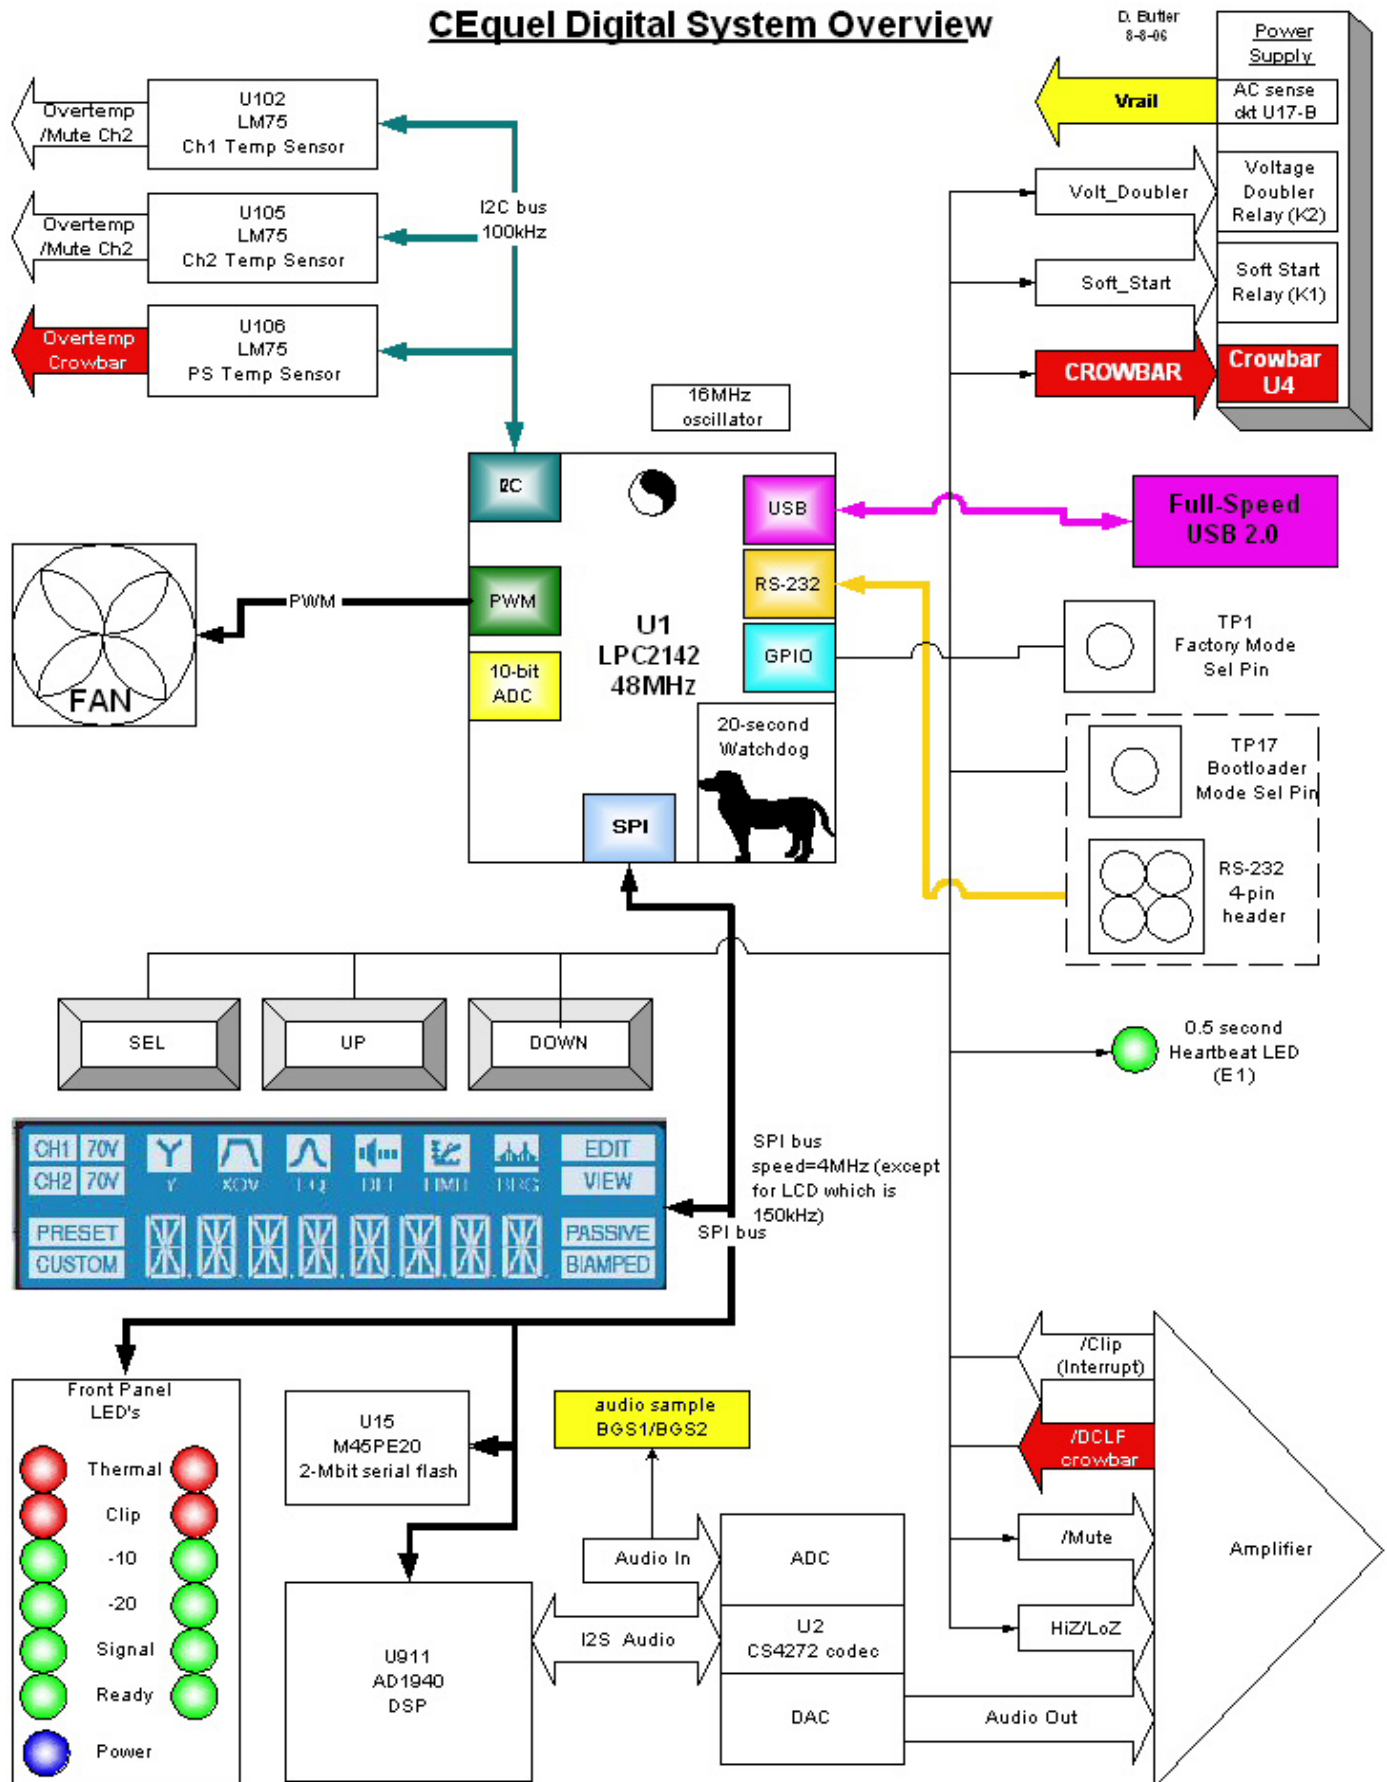 CEquel Digital System Overview
D. Butler
8-8-06
Power
Supply
Vrail
AC sense
ckt U17-B
Overtemp
/Mute Ch2
U102
LM75
Ch1 Temp Sensor
Volt_Doubler
Voltage
Doubler
Relay (K2)
I2C bus
100kHz
Overtemp
/Mute Ch2
U105
LM75
Ch2 Temp Sensor
Soft_Start
Soft Start
Relay (K1)
Overtemp
Crowbar
U106
LM75
PS Temp Sensor
CROWBAR
Crowbar
U4
16MHz
oscillator
I2C
USB
Full-Speed
USB 2.0
PWM
PWM
RS-232
U1
LPC2142
48MHz
GPIO
TP1
Factory Mode
Sel Pin
10-bit
ADC
FAN
20-second
Watchdog
TP17
Bootloader
Mode Sel Pin
SPI
RS-232
4-pin
header
SEL
UP
DOWN
0.5 second
Heartbeat LED
(E1)
CH1 70V
CH2 70V
Y
XOV
EQ
LIMIT
EDIT
VIEW
PRESET
CUSTOM
PASSIVE
BIAMPED
SPI bus
speed=4MHz (except
for LCD which is
150kHz)
SPI bus
/Clip
(Interrupt)
/DCLF
crowbar
/Mute
HiZ/LoZ
Amplifier
Front Panel
LED's
Thermal
Clip
-10
-20
Signal
Ready
Power
U15
M45PE20
2-Mbit serial flash
audio sample
BGS1/BGS2
Audio In
ADC
I2S Audio
U2
CS4272 codec
DAC
Audio Out
U911
AD1940
DSP